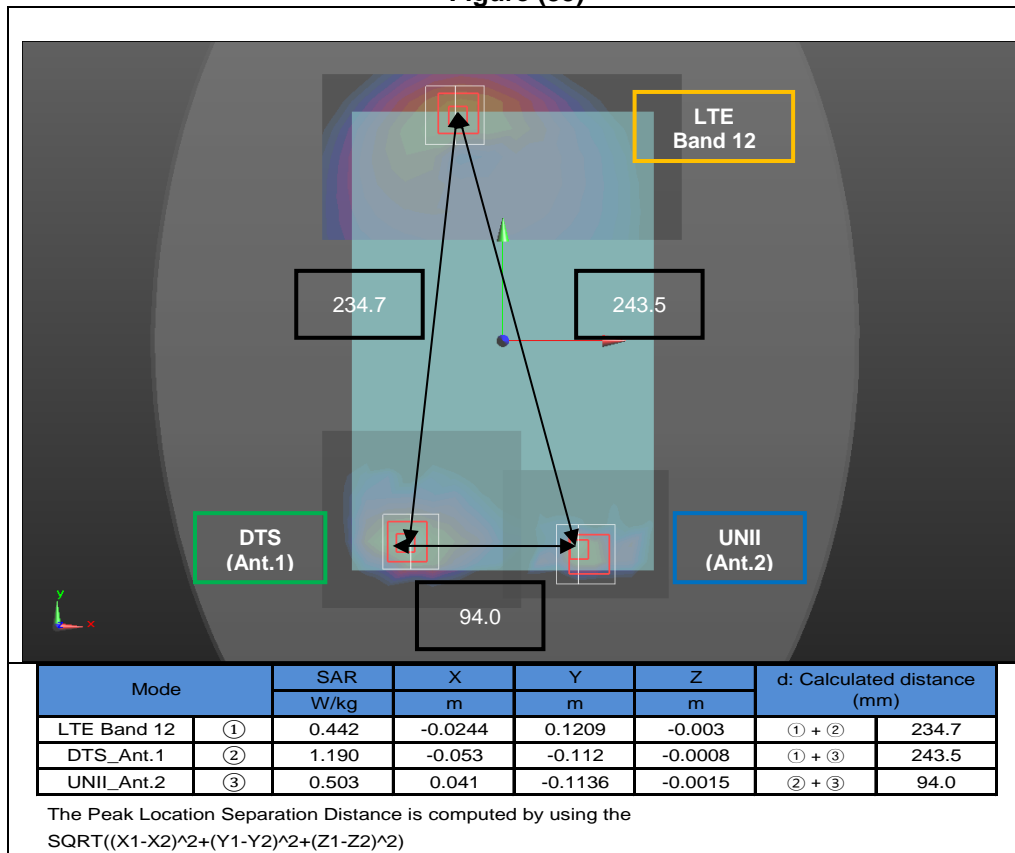 LTE
Band 12
234.7
243.5
DTS
(Ant.1)
UNII
(Ant.2)
94.0
y
x
Mode SAR X Y Z d: Calculated distance
W/kg m m m (mm)
LTE Band 12 ① 0.442 -0.0244 0.1209 -0.003 ① + ② 234.7
DTS_Ant.1 ② 1.190 -0.053 -0.112 -0.0008 ① + ③ 243.5
UNII_Ant.2 ③ 0.503 0.041 -0.1136 -0.0015 ② + ③ 94.0
The Peak Location Separation Distance is computed by using the
SQRT((X1-X2)^2+(Y1-Y2)^2+(Z1-Z2)^2)